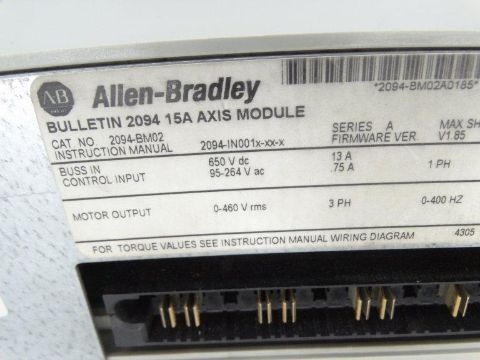 AB Allen-Bradley
*2094-BM02A0185*
BULLETIN 2094 15A AXIS MODULE
CAT NO 2094-BM02 SERIES A MAX SH
INSTRUCTION MANUAL 2094-IN001x-xx-x FIRMWARE VER. V1.85
BUSS IN 650 V dc 13 A
CONTROL INPUT 95-264 V ac .75 A 1 PH
MOTOR OUTPUT 0-460 V rms 3 PH 0-400 HZ
FOR TORQUE VALUES SEE INSTRUCTION MANUAL WIRING DIAGRAM 4305